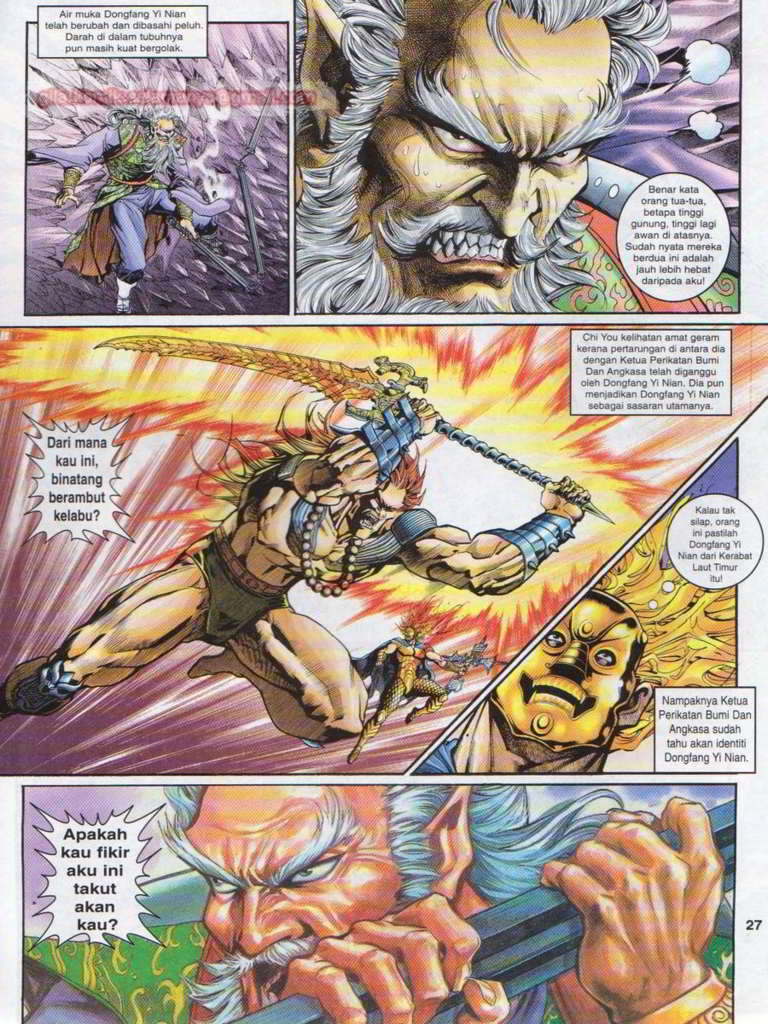 Air muka Dongfang Yi Nian
telah berubah dan dibasahi peluh.
Darah di dalam tubuhnya
pun masih kuat bergolak.
Benar kata
orang tua-tua,
betapa tinggi
gunung, tinggi lagi
awan di atasnya.
Sudah nyata mereka
berdua ini adalah
jauh lebih hebat
daripada aku!
Chi You kelihatan amat geram
kerana pertarungan di antara dia
dengan Ketua Perikatan Bumi
Dan Angkasa telah diganggu
oleh Dongfang Yi Nian. Dia pun
menjadikan Dongfang Yi Nian
sebagai sasaran utamanya.
Dari mana
kau ini,
binatang
berambut
kelabu?
Kalau tak
silap, orang
ini pastilah
Dongfang Yi
Nian dari Kerabat
Laut Timur
itu!
Nampaknya Ketua
Perikatan Bumi Dan
Angkasa sudah
tahu akan identiti
Dongfang Yi Nian.
Apakah
kau fikir
aku ini
takut
akan
kau?
27